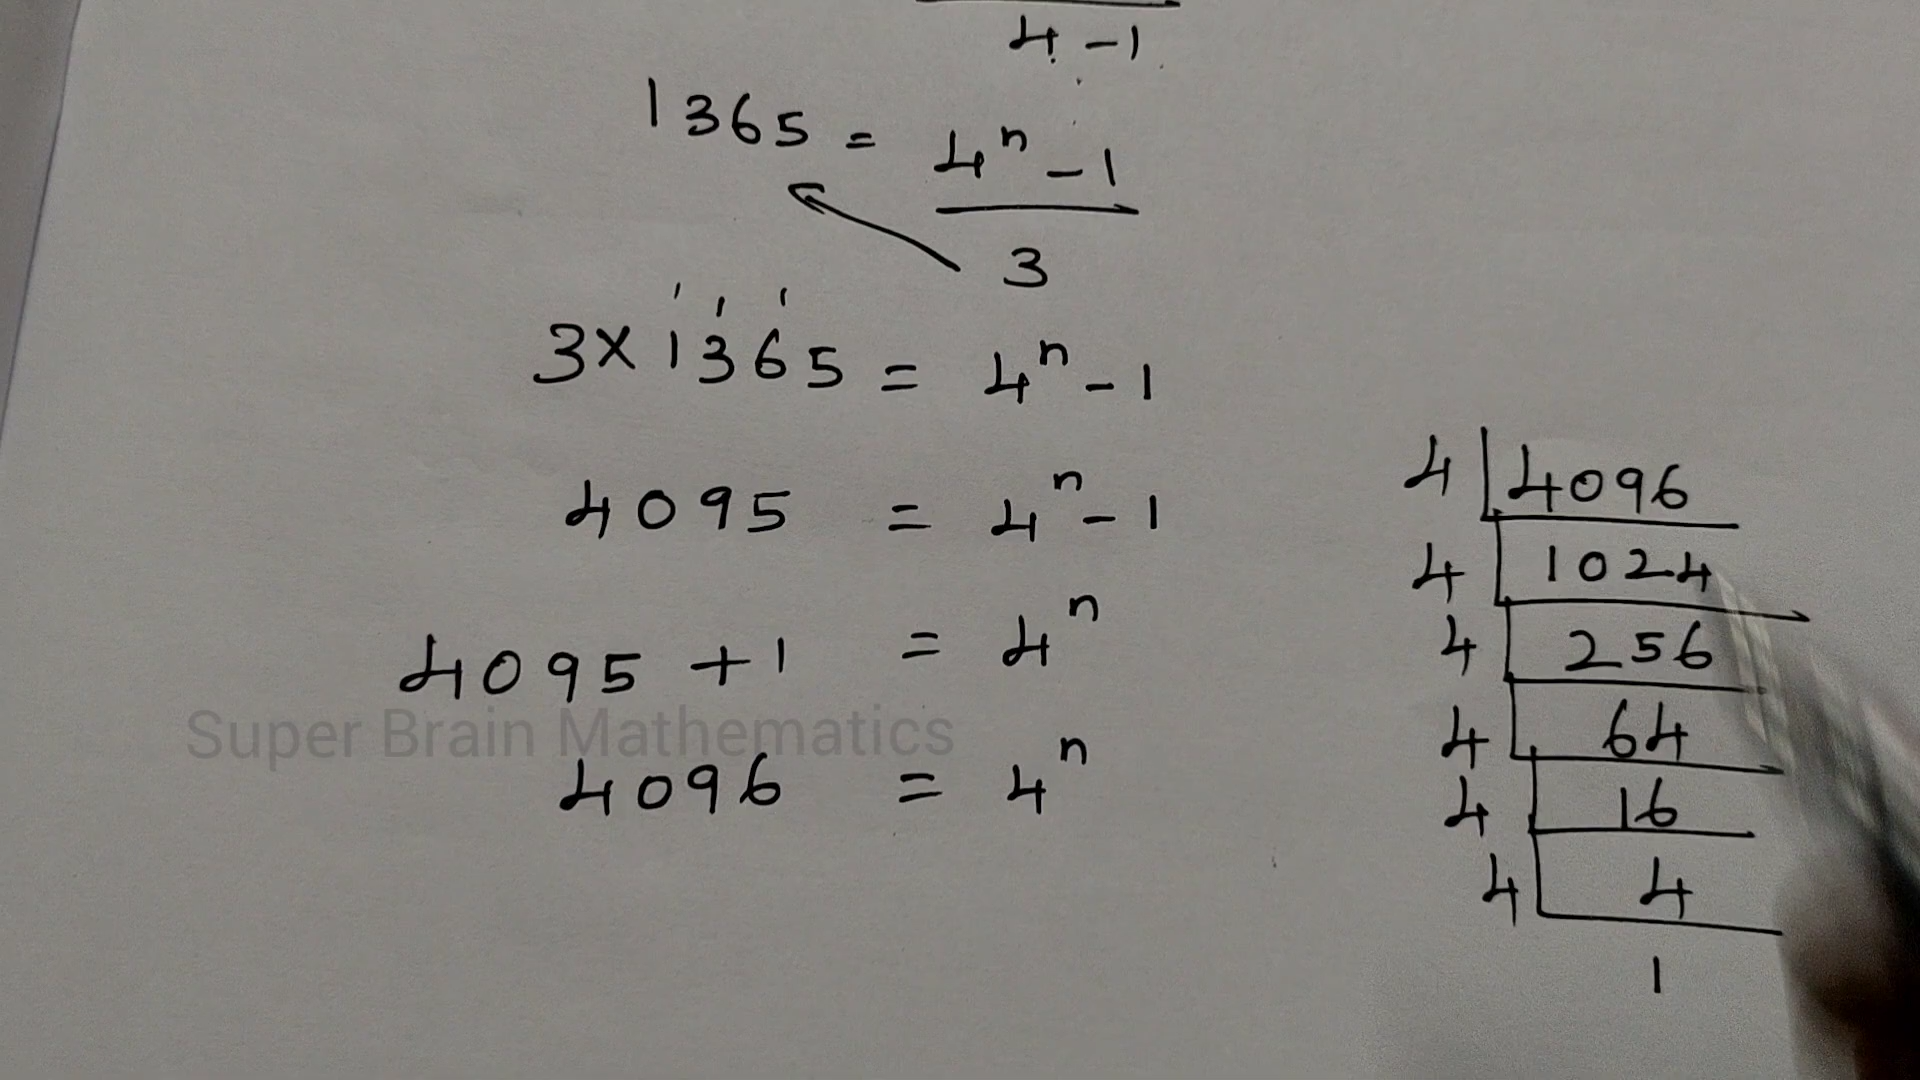 4 - 1
1365 = 4ⁿ - 1
3
3 × 1365 = 4ⁿ - 1
4095 = 4ⁿ - 1
4095 + 1 = 4ⁿ
Super Brain Mathematics
4096 = 4ⁿ
4 | 4096
4 | 1024
4 | 256
4 | 64
4 | 16
4 | 4
1